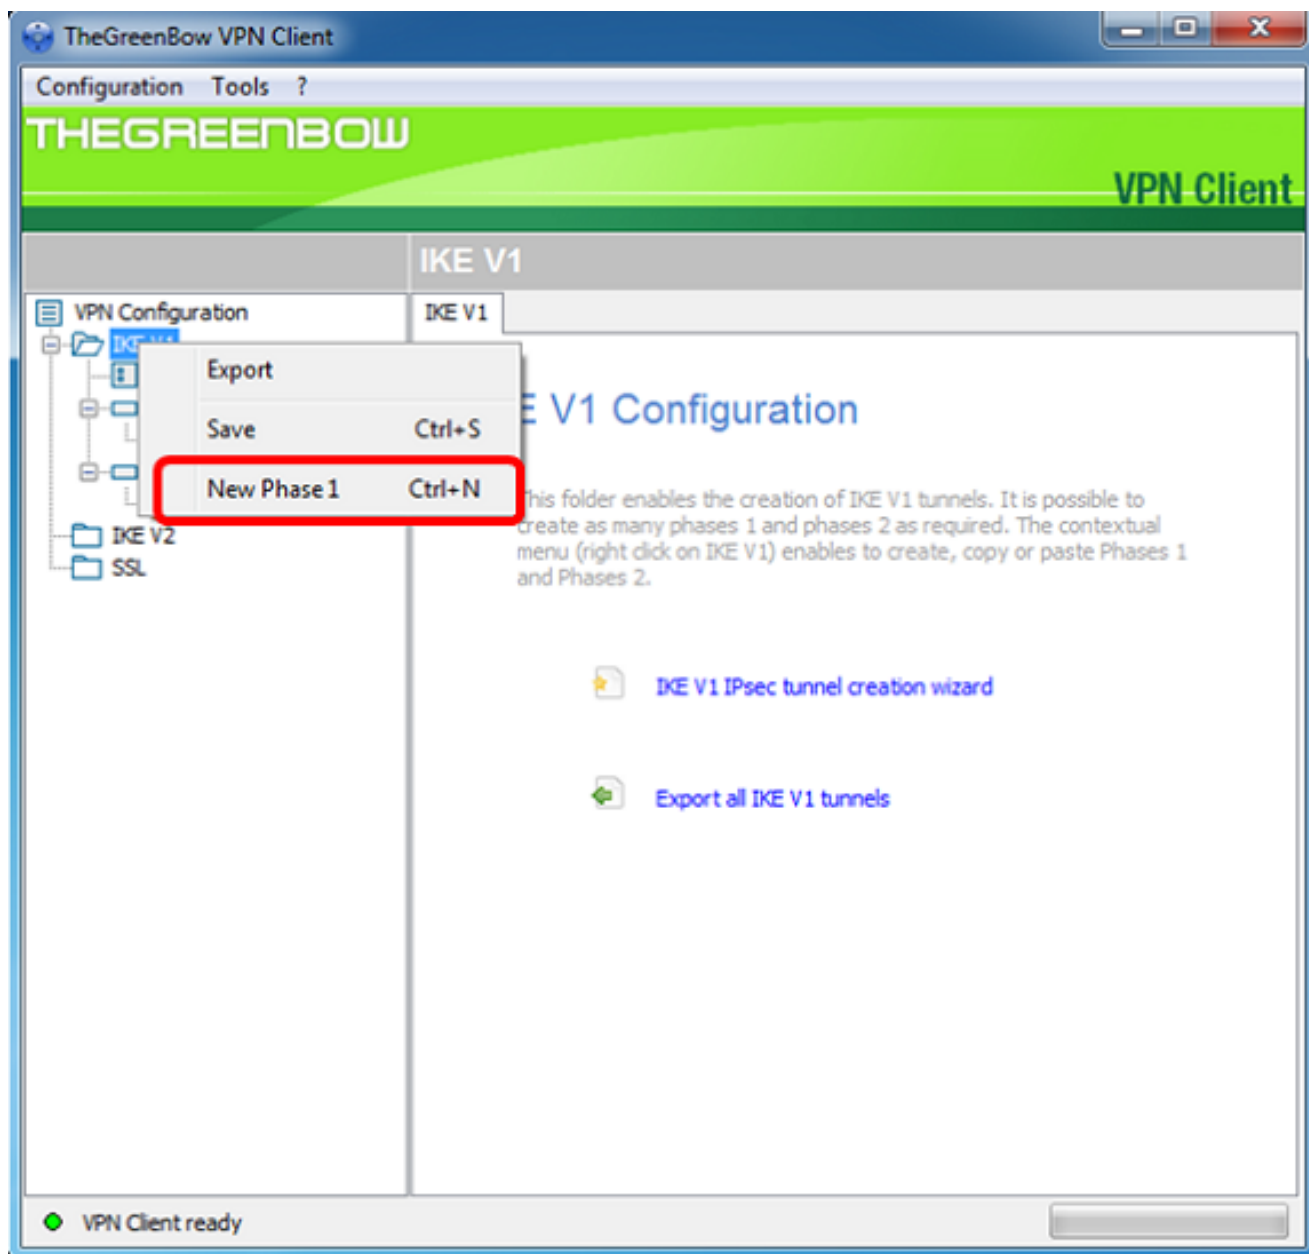 TheGreenBow VPN Client
Configuration Tools ?
THEGREENBOW
VPN Client
IKE V1
VPN Configuration
IKE V1
IKE V2
SSL
Export
Save Ctrl+S
New Phase 1 Ctrl+N
IKE V1
E V1 Configuration
This folder enables the creation of IKE V1 tunnels. It is possible to
create as many phases 1 and phases 2 as required. The contextual
menu (right click on IKE V1) enables to create, copy or paste Phases 1
and Phases 2.
IKE V1 IPsec tunnel creation wizard
Export all IKE V1 tunnels
VPN Client ready